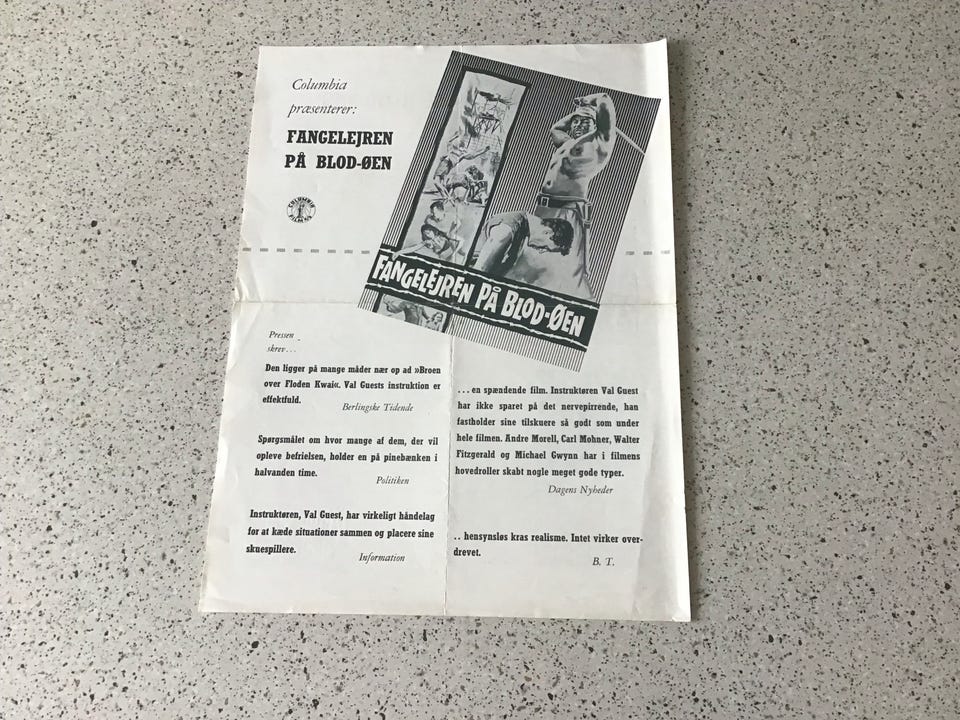 Columbia
præsenterer:
FANGELEJREN
PÅ BLOD-ØEN
COLUMBIA
FILMS
FANGELEJREN PÅ BLOD-ØEN
Pressen
skrev...
Den ligger på mange måder nær op ad »Broen
over Floden Kwai«. Val Guests instruktion er
effektfuld.
Berlingske Tidende
Spørgsmålet om hvor mange af dem, der vil
opleve befrielsen, holder en på pinebænken i
halvanden time.
Politiken
Instruktøren, Val Guest, har virkeligt håndelag
for at kæde situationer sammen og placere sine
skuespillere.
Information
...en spændende film. Instruktøren Val Guest
har ikke sparet på det nervepirrende, han
fastholder sine tilskuere så godt som under
hele filmen. Andre Morell, Carl Mohner, Walter
Fitzgerald og Michael Gwynn har i filmens
hovedroller skabt nogle meget gode typer.
Dagens Nyheder
.. hensynsløs kras realisme. Intet virker over-
drevet.
B. T.